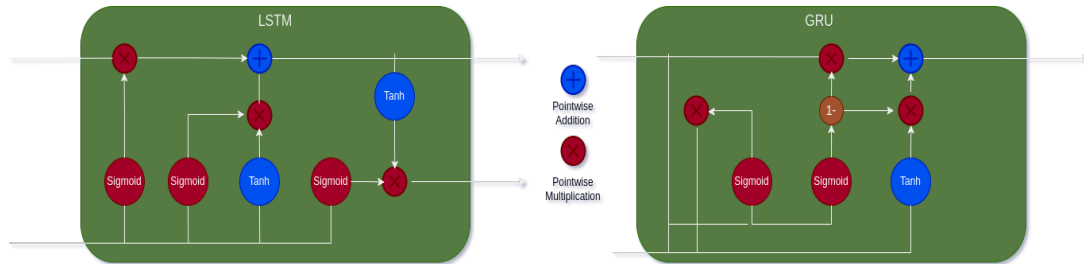 LSTM
Tanh
Sigmoid
Sigmoid
Tanh
Sigmoid
Pointwise
Addition
Pointwise
Multiplication
GRU
1-
Sigmoid
Sigmoid
Tanh